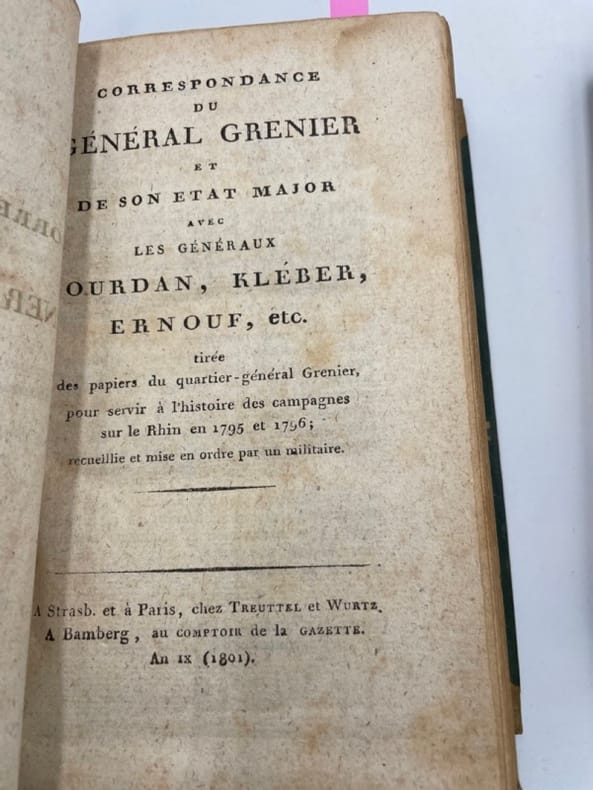 CORRESPONDANCE
DU
GÉNÉRAL GRENIER
ET
DE SON ETAT MAJOR
AVEC
LES GÉNÉRAUX
OURDAN, KLÉBER,
ERNOUF, etc.
tirée
des papiers du quartier-général Grenier,
pour servir à l'histoire des campagnes
sur le Rhin en 1795 et 1796;
recueillie et mise en ordre par un militaire.
A Strasb. et à Paris, chez TREUTTEL et WURTZ.
A Bamberg, au COMPTOIR de la GAZETTE.
An IX (1801).